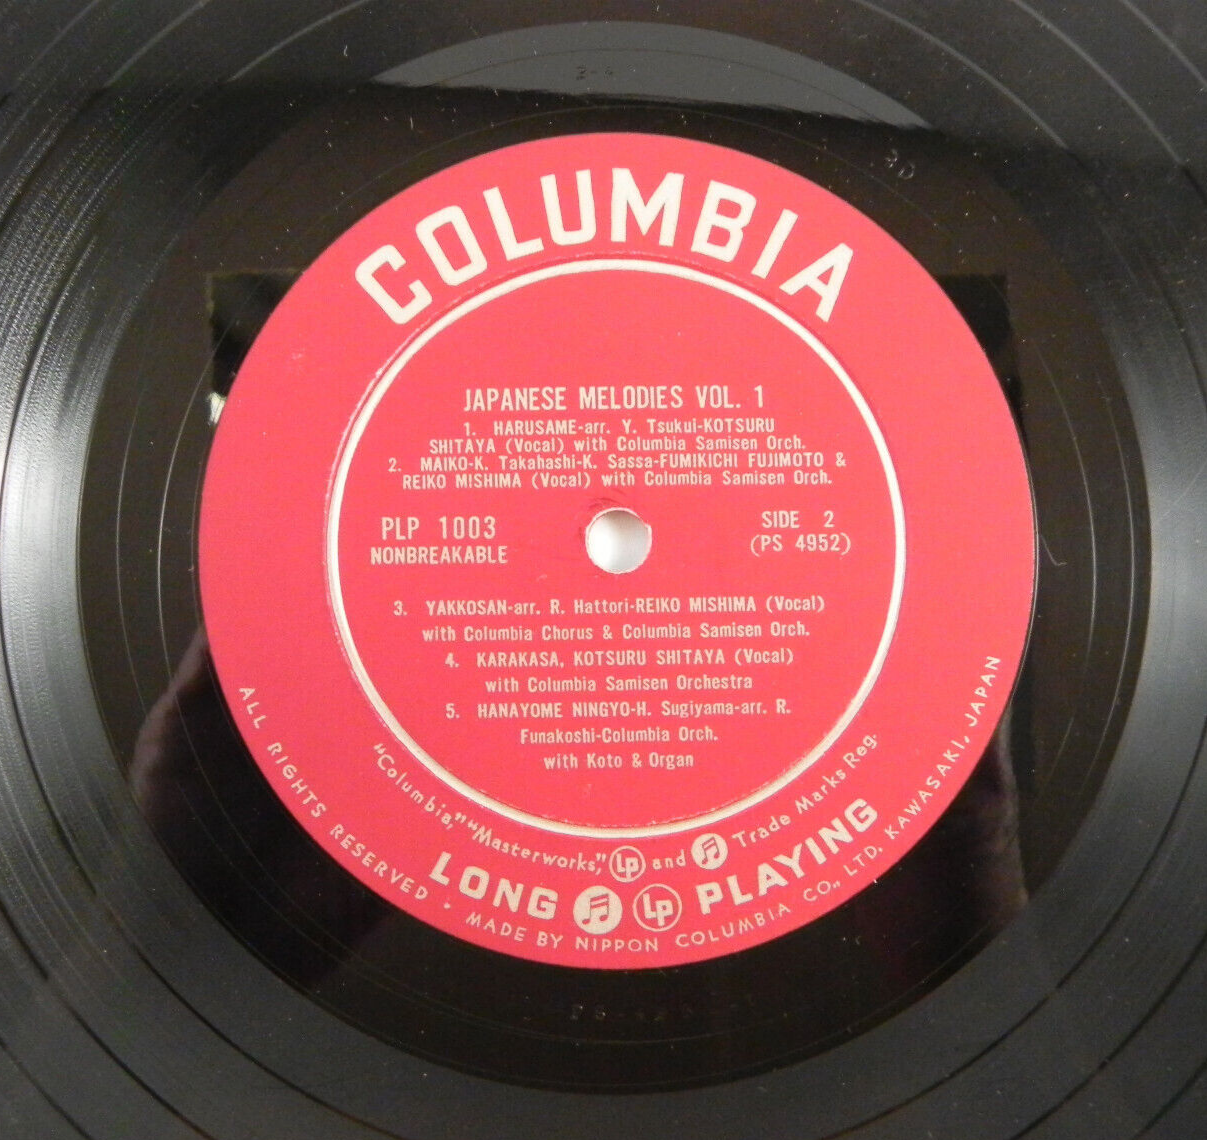 COLUMBIA
JAPANESE MELODIES VOL. 1
1. HARUSAME-arr. Y. Tsukui-KOTSURU
SHITAYA (Vocal) with Columbia Samisen Orch.
2. MAIKO-K. Takahashi-K. Sassa-FUMIKICHI FUJIMOTO &
REIKO MISHIMA (Vocal) with Columbia Samisen Orch.
PLP 1003
NONBREAKABLE
SIDE 2
(PS 4952)
3. YAKKOSAN-arr. R. Hattori-REIKO MISHIMA (Vocal)
with Columbia Chorus & Columbia Samisen Orch.
4. KARAKASA, KOTSURU SHITAYA (Vocal)
with Columbia Samisen Orchestra
5. HANAYOME NINGYO-H. Sugiyama-arr. R.
Funakoshi-Columbia Orch.
with Koto & Organ
"Columbia," "Masterworks," LP and Trade Marks Reg.
LONG LP PLAYING
ALL RIGHTS RESERVED · MADE BY NIPPON COLUMBIA CO., LTD. KAWASAKI, JAPAN